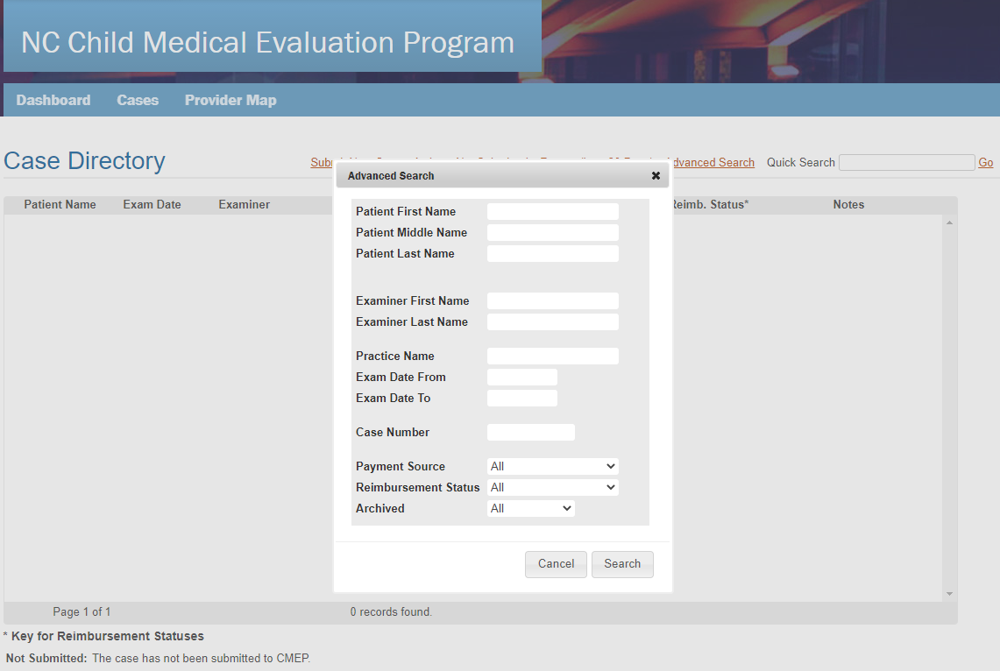 NC Child Medical Evaluation Program
Dashboard Cases Provider Map
Case Directory
Advanced Search Quick Search Go
Patient Name Exam Date Examiner Reimb. Status* Notes
Advanced Search
Patient First Name
Patient Middle Name
Patient Last Name
Examiner First Name
Examiner Last Name
Practice Name
Exam Date From
Exam Date To
Case Number
Payment Source All
Reimbursement Status All
Archived All
Cancel Search
Page 1 of 1 0 records found.
* Key for Reimbursement Statuses
Not Submitted: The case has not been submitted to CMEP.